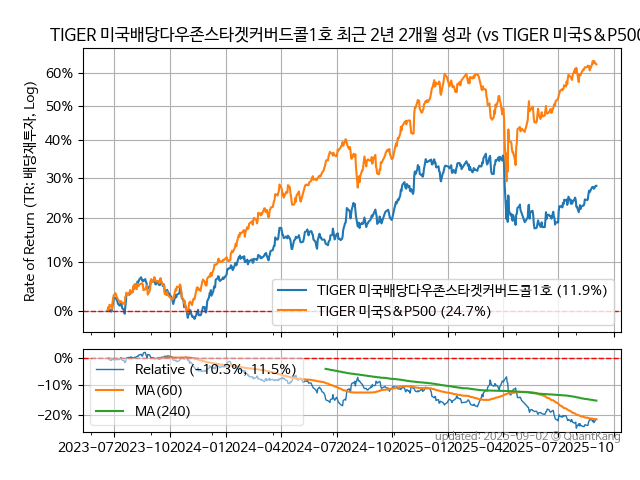 TIGER 미국배당다우존스타겟커버드콜1호 최근 2년 2개월 성과 (vs TIGER 미국S&P500
60%
50%
40%
30%
20%
10%
0%
Rate of Return (TR: 배당재투자, Log)
TIGER 미국배당다우존스타겟커버드콜1호 (11.9%)
TIGER 미국S&P500 (24.7%)
0%
−10%
−20%
Relative (−10.3%, 11.5%)
MA(60)
MA(240)
2023-07 2023-10 2024-01 2024-04 2024-07 2024-10 2025-01 2025-04 2025-07 2025-10
updated: 2025-09-02 © QuantKang